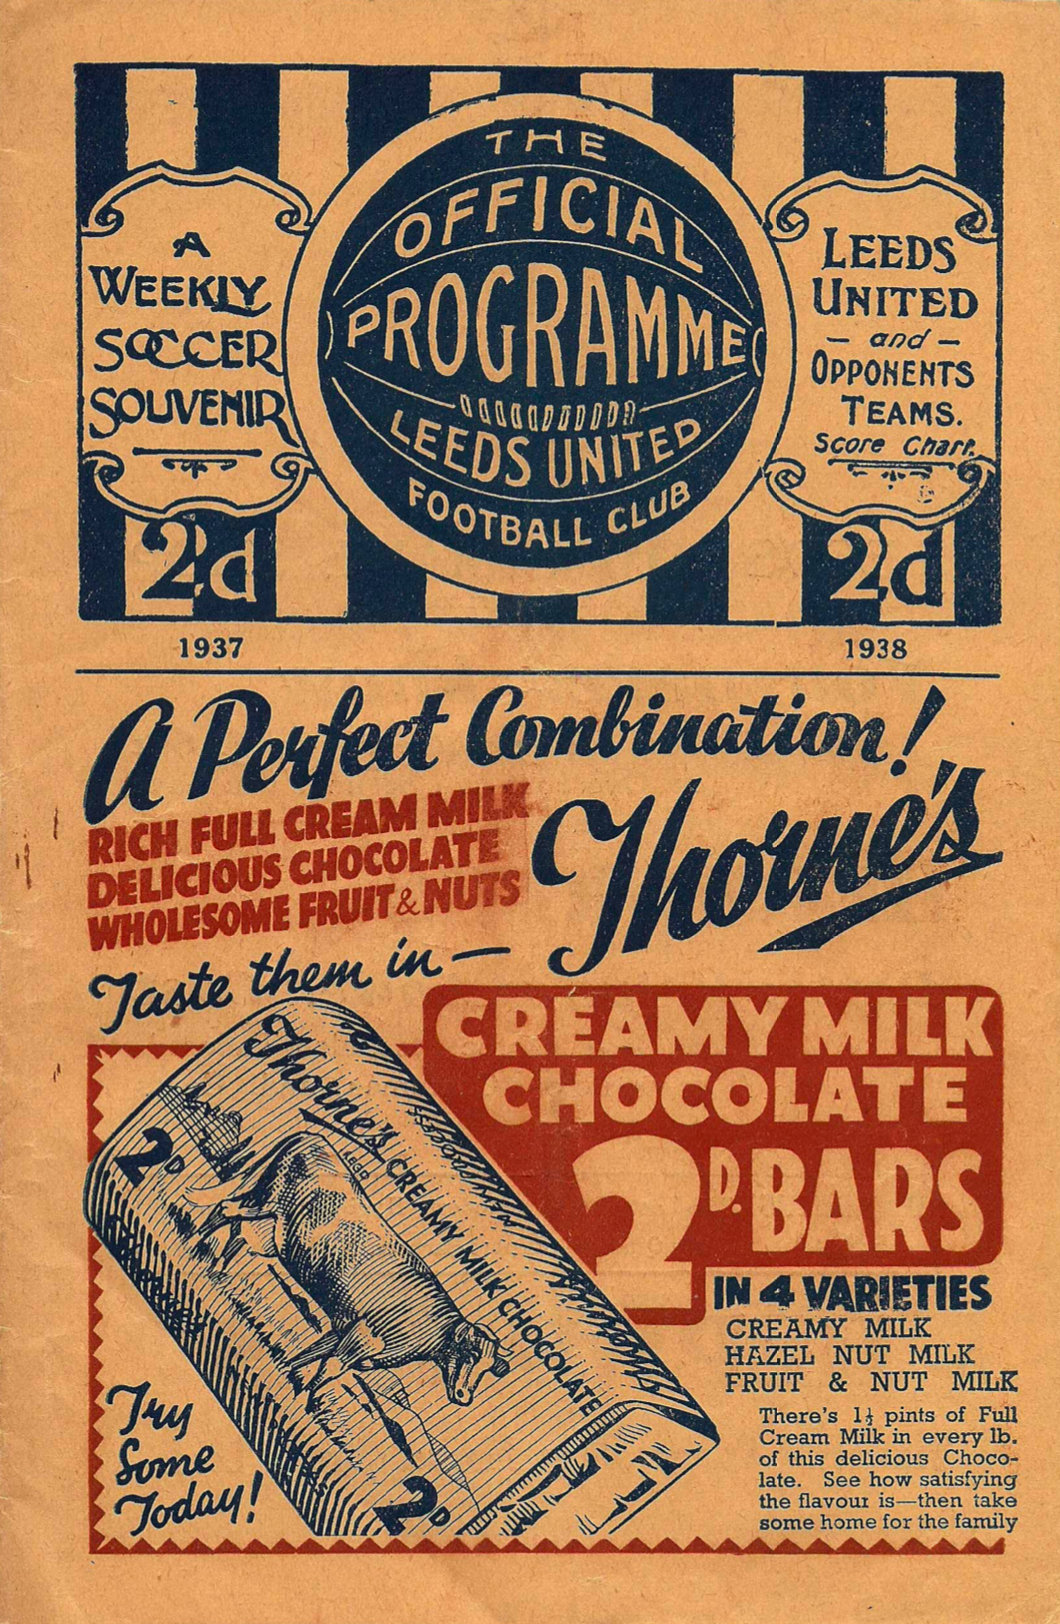 THE
OFFICIAL
PROGRAMME
LEEDS UNITED
FOOTBALL CLUB
A
WEEKLY
SOCCER
SOUVENIR
2d
LEEDS
UNITED
— and —
OPPONENTS
TEAMS.
Score Chart.
2d
1937
1938
A Perfect Combination!
RICH FULL CREAM MILK
DELICIOUS CHOCOLATE
WHOLESOME FRUIT & NUTS
Thorne's
Taste them in —
CREAMY MILK
CHOCOLATE
2D. BARS
Thorne's
REGD
CREAMY MILK CHOCOLATE
2D
2D
IN 4 VARIETIES
CREAMY MILK
HAZEL NUT MILK
FRUIT & NUT MILK
There's 1½ pints of Full
Cream Milk in every lb.
of this delicious Choco-
late. See how satisfying
the flavour is—then take
some home for the family
Try
Some
Today!